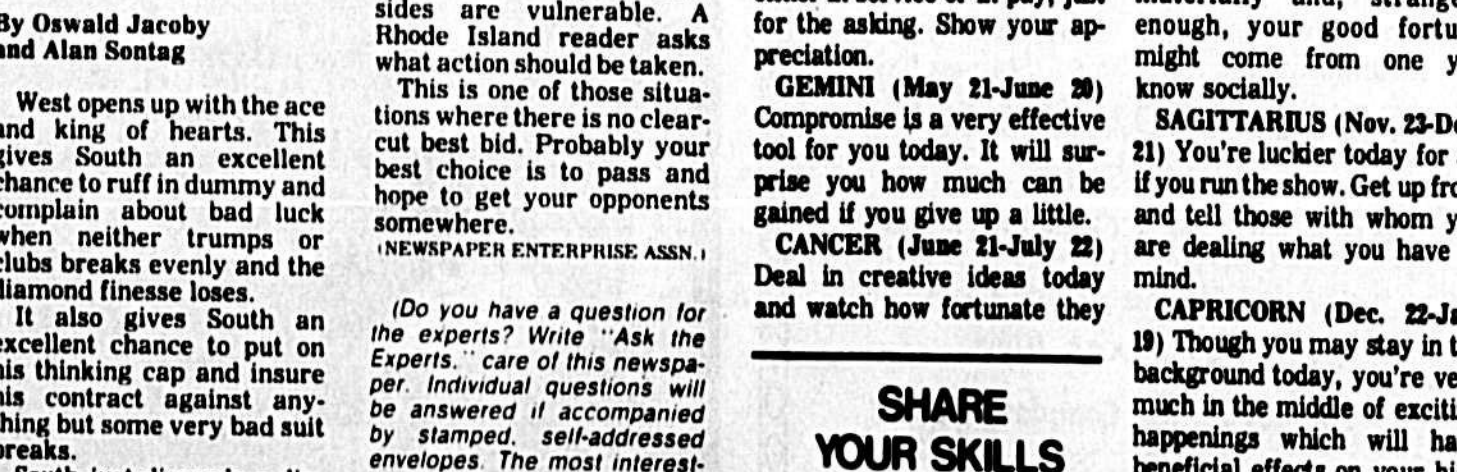 By Oswald Jacoby
and Alan Sontag
West opens up with the ace
and king of hearts. This
gives South an excellent
chance to ruff in dummy and
complain about bad luck
when neither trumps or
clubs breaks evenly and the
diamond finesse loses.
It also gives South an
excellent chance to put on
his thinking cap and insure
his contract against any-
thing but some very bad suit
breaks.
sides are vulnerable. A
Rhode Island reader asks
what action should be taken.
This is one of those situa-
tions where there is no clear-
cut best bid. Probably your
best choice is to pass and
hope to get your opponents
somewhere.
(NEWSPAPER ENTERPRISE ASSN.)
(Do you have a question for
the experts? Write "Ask the
Experts," care of this newspa-
per. Individual questions will
be answered if accompanied
by stamped, self-addressed
envelopes. The most interest-
for the asking. Show your ap-
preciation.
GEMINI (May 21-June 20)
Compromise is a very effective
tool for you today. It will sur-
prise you how much can be
gained if you give up a little.
CANCER (June 21-July 22)
Deal in creative ideas today
and watch how fortunate they
SHARE
YOUR SKILLS
enough, your good fortu
might come from one y
know socially.
SAGITTARIUS (Nov. 23-De
21) You're luckier today for
if you run the show. Get up fro
and tell those with whom y
are dealing what you have
mind.
CAPRICORN (Dec. 22-Ja
19) Though you may stay in t
background today, you're ve
much in the middle of exciti
happenings which will ha
beneficial effects on your